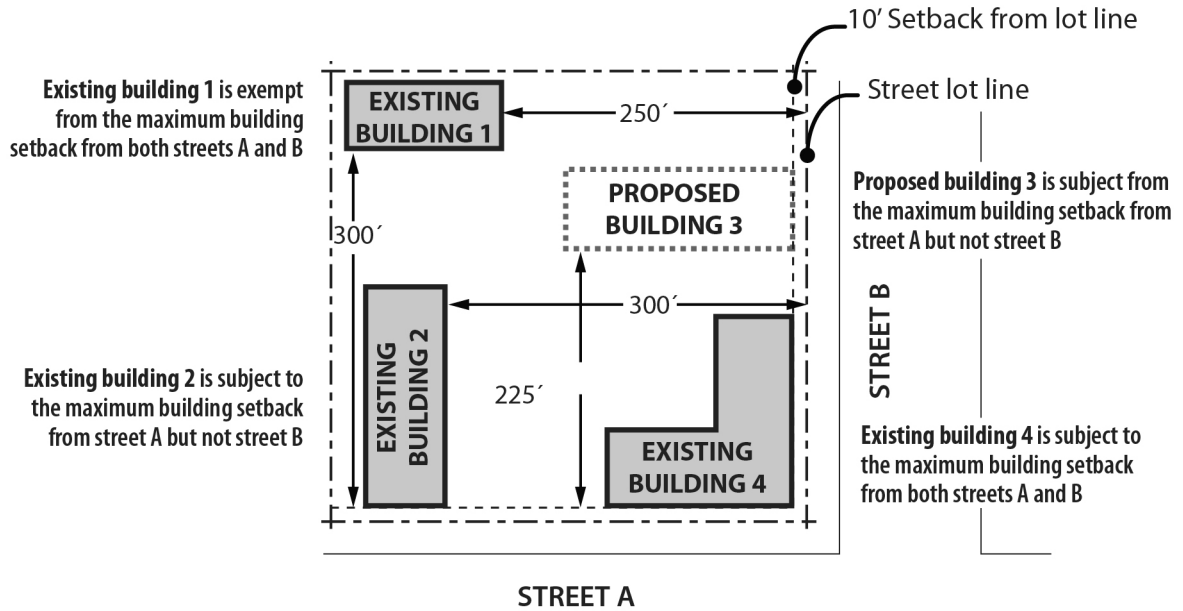 10’ Setback from lot line
Existing building 1 is exempt
from the maximum building
setback from both streets A and B
EXISTING
BUILDING 1
250´
Street lot line
PROPOSED
BUILDING 3
Proposed building 3 is subject from
the maximum building setback from
street A but not street B
300´
300´
STREET B
EXISTING
BUILDING 2
225´
Existing building 2 is subject to
the maximum building setback
from street A but not street B
EXISTING
BUILDING 4
Existing building 4 is subject to
the maximum building setback
from both streets A and B
STREET A